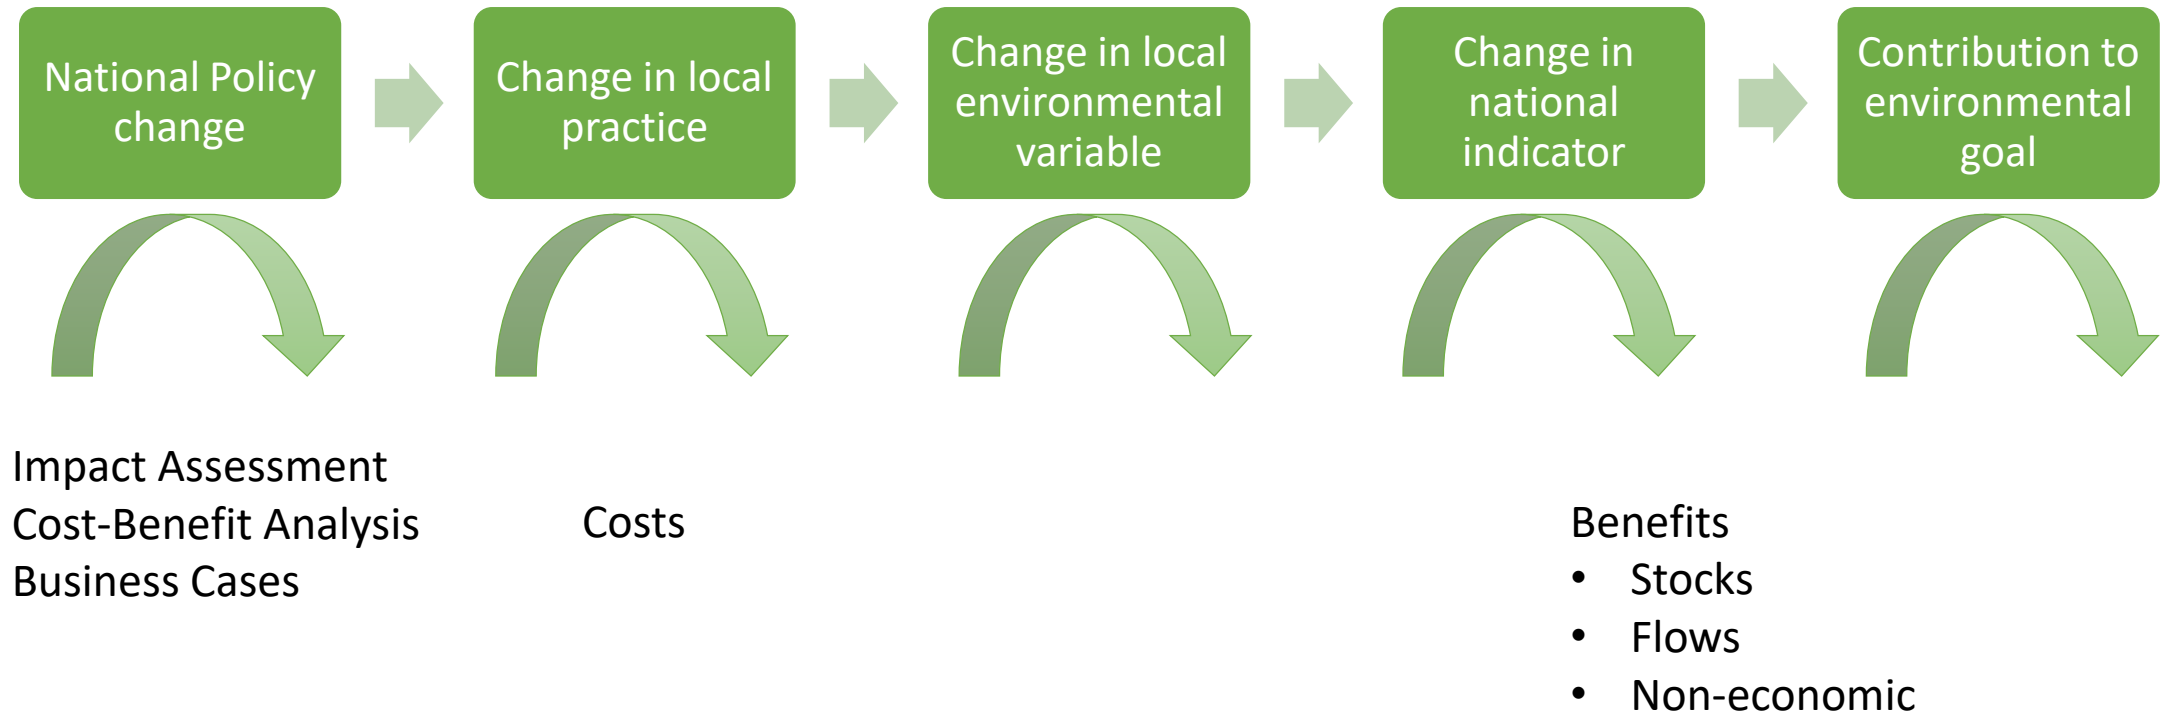 National Policy
change
Change in local
practice
Change in local
environmental
variable
Change in
national
indicator
Contribution to
environmental
goal
Impact Assessment
Cost-Benefit Analysis
Business Cases
Costs
Benefits
• Stocks
• Flows
• Non-economic